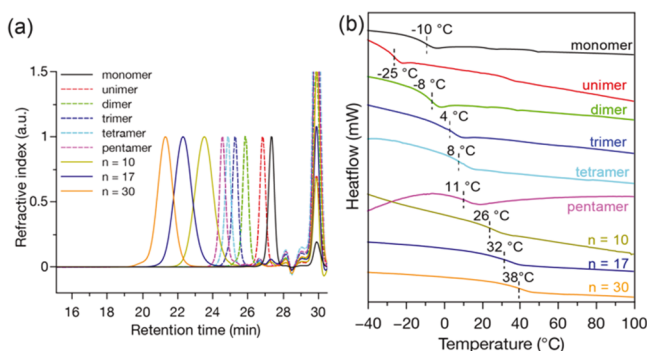 (a)
Refractive index (a.u.)
1.5
1
0.5
0
monomer
unimer
dimer
trimer
tetramer
pentamer
n = 10
n = 17
n = 30
16 18 20 22 24 26 28 30
Retention time (min)
(b)
Heatflow (mW)
-10 °C
monomer
-25 °C
unimer
-8 °C
dimer
4 °C
trimer
8 °C
tetramer
11 °C
pentamer
26 °C
n = 10
32 °C
n = 17
38°C
n = 30
-40 -20 0 20 40 60 80 100
Temperature (°C)